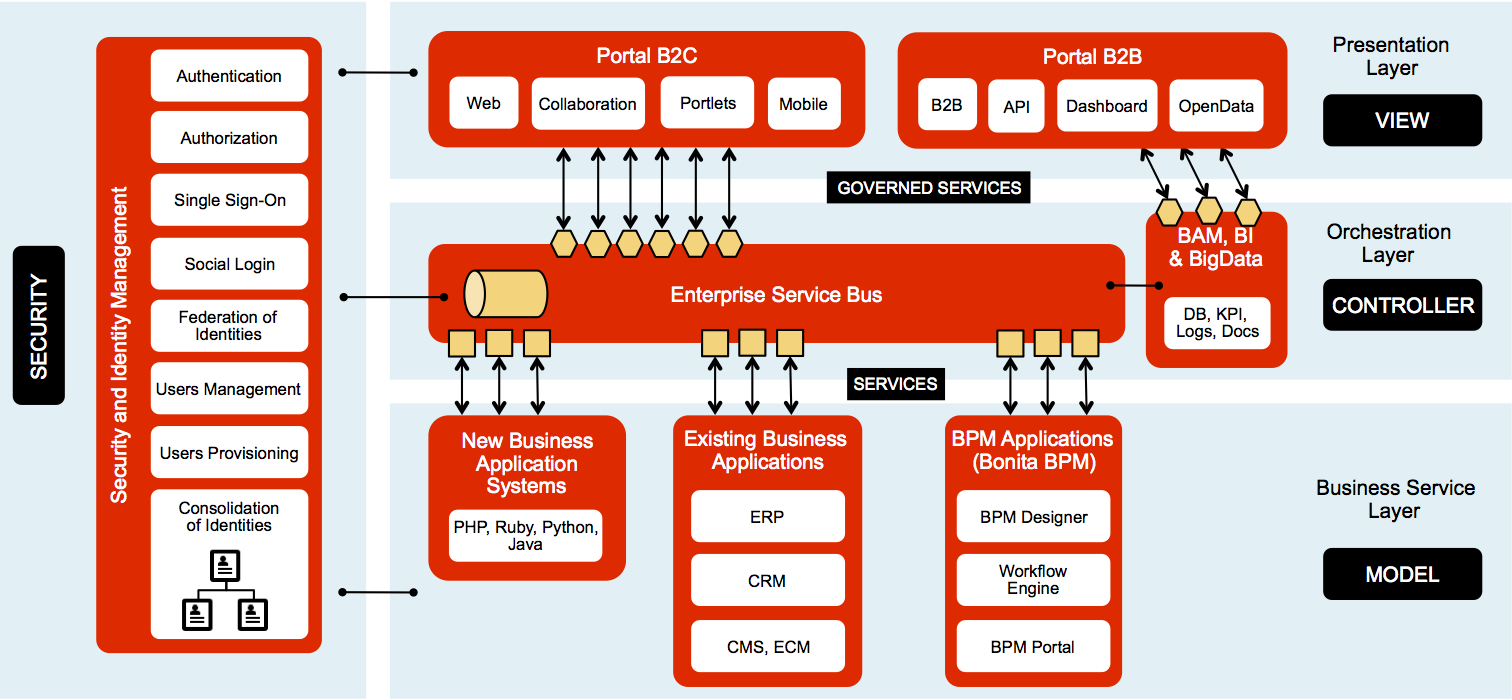 SECURITY
Security and Identity Management
Authentication
Authorization
Single Sign-On
Social Login
Federation of
Identities
Users Management
Users Provisioning
Consolidation
of Identities
Portal B2C
Web
Collaboration
Portlets
Mobile
Portal B2B
B2B
API
Dashboard
OpenData
Presentation
Layer
VIEW
GOVERNED SERVICES
Enterprise Service Bus
BAM, BI
& BigData
DB, KPI,
Logs, Docs
Orchestration
Layer
CONTROLLER
SERVICES
New Business
Application
Systems
PHP, Ruby, Python,
Java
Existing Business
Applications
ERP
CRM
CMS, ECM
BPM Applications
(Bonita BPM)
BPM Designer
Workflow
Engine
BPM Portal
Business Service
Layer
MODEL